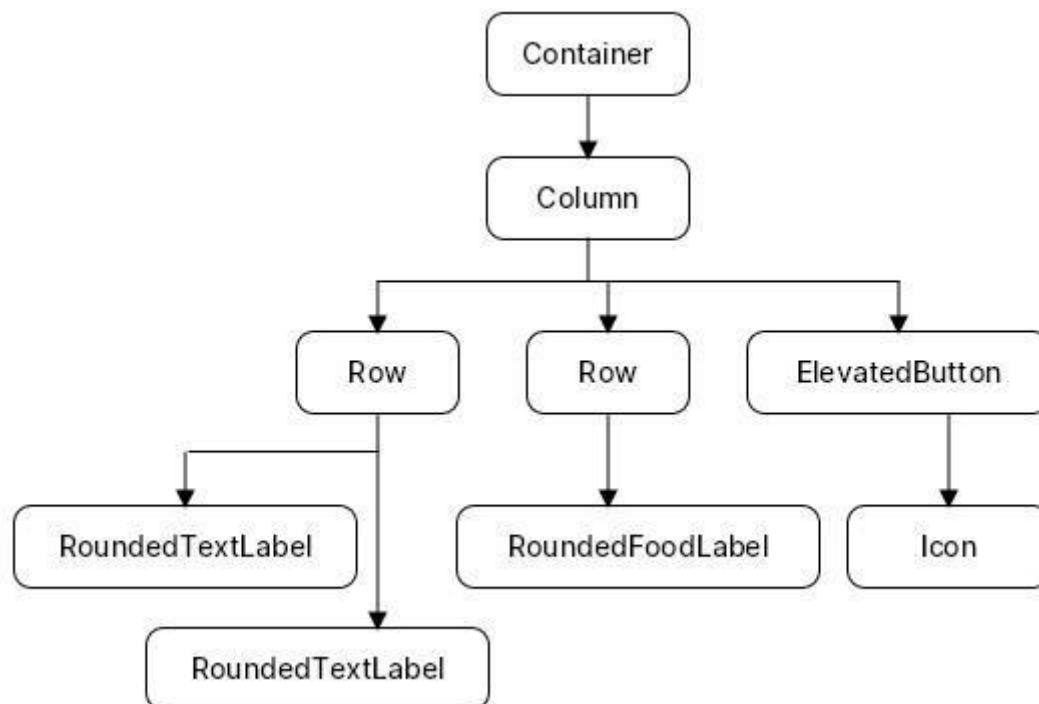 Container
Column
Row
Row
ElevatedButton
RoundedTextLabel
RoundedFoodLabel
Icon
RoundedTextLabel